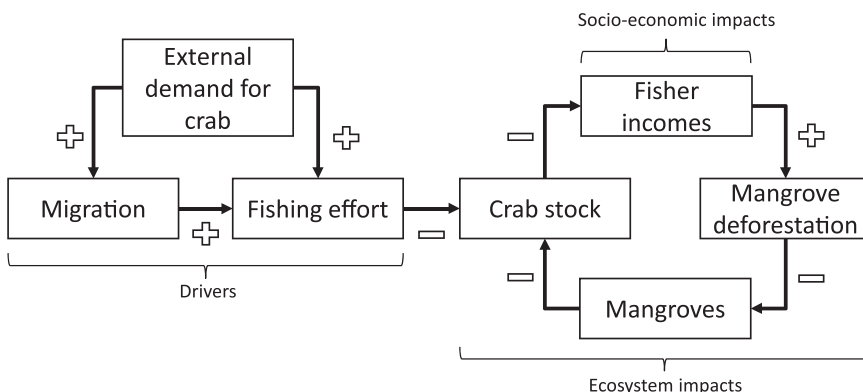 Socio-economic impacts
External
demand for
crab
Fisher
incomes
Migration
Fishing effort
Crab stock
Mangrove
deforestation
Drivers
Mangroves
Ecosystem impacts